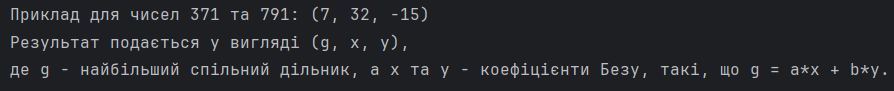 Приклад для чисел 371 та 791: (7, 32, -15)
Результат подається у вигляді (g, x, y),
де g - найбільший спільний дільник, а x та y - коефіцієнти Безу, такі, що g = a*x + b*y.